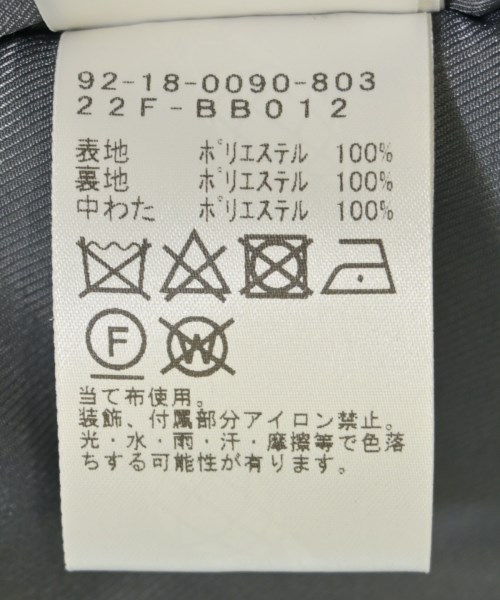 92-18-0090-803
22F-BB012
表地 ポリエステル 100%
裏地 ポリエステル 100%
中わた ポリエステル 100%
F W
当て布使用。
装飾、付属部分アイロン禁止。
光・水・雨・汗・摩擦等で色落
ちする可能性が有ります。